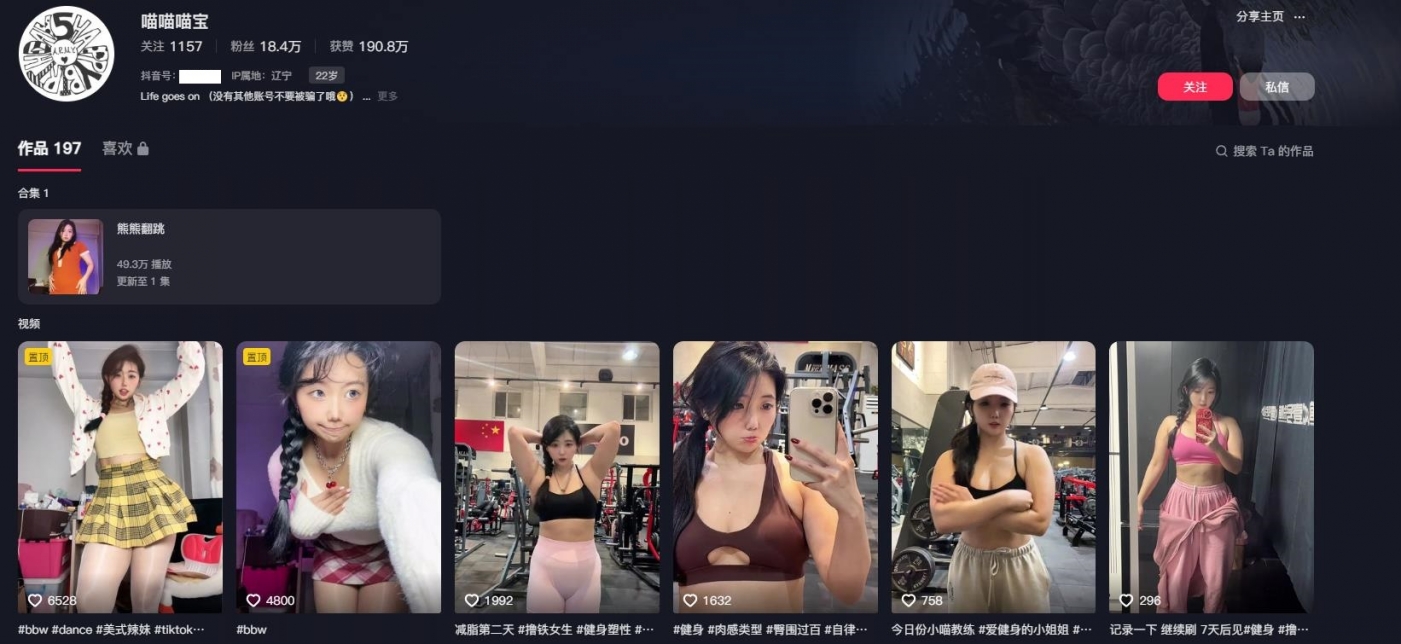 喵喵喵宝
分享主页 ...
关注 1157 粉丝 18.4万 获赞 190.8万
抖音号: IP属地：辽宁 22岁
关注 私信
Life goes on （没有其他账号不要被骗了哦😲） ... 更多
作品 197 喜欢
搜索 Ta 的作品
合集 1
熊熊翻跳
49.3万 播放
更新至 1 集
视频
置顶
置顶
6528
4800
1992
1632
758
296
#bbw #dance #美式辣妹 #tiktok···
#bbw
减脂第二天 #撸铁女生 #健身塑性 #···
#健身 #肉感类型 #臀围过百 #自律···
今日份小喵教练 #爱健身的小姐姐 #···
记录一下 继续刷 7天后见#健身 #撸···